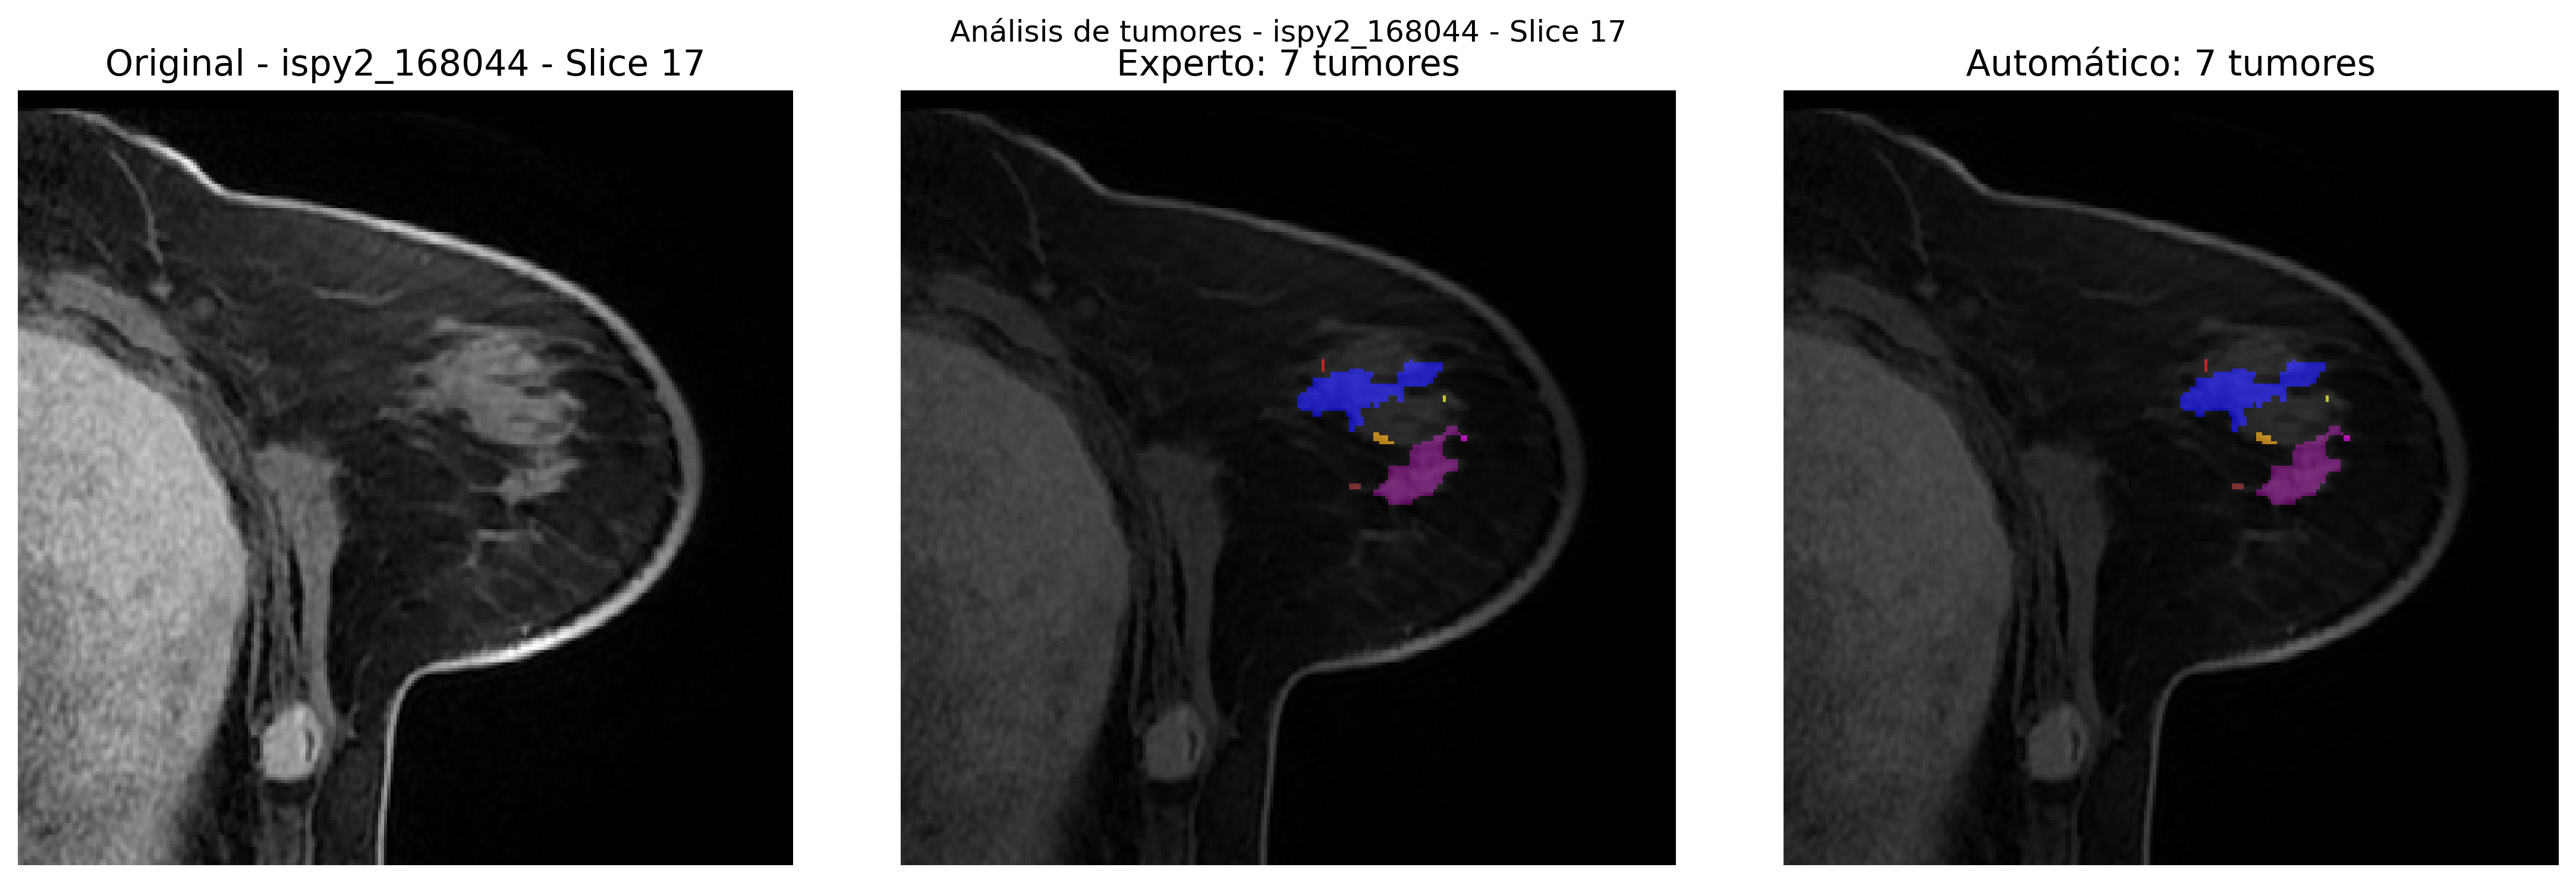 Análisis de tumores - ispy2_168044 - Slice 17
Original - ispy2_168044 - Slice 17
Experto: 7 tumores
Automático: 7 tumores